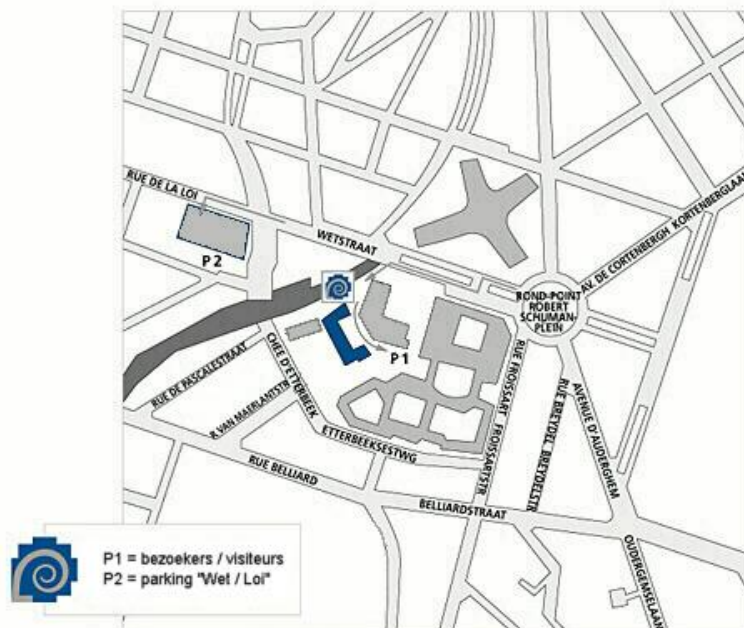 RUE DE LA LOI
WETSTRAAT
P2
P1
ROND-POINT
ROBERT
SCHUMAN-
PLEIN
AV. DE CORTENBERGH KORTENBERGLAAN
RUE DE PASCALESTRAAT
R. VAN MAERLANTSTR
CHEE D'ETTERBEEK
ETTERBEEKSESTWG
RUE FROISSART FROISSARTSTR
RUE BREYDEL BREYDELSTR
AVENUE D'AUDERGHEM
OUDERGEMSELAAN
RUE BELLIARD
BELLIARDSTRAAT
P1 = bezoekers / visiteurs
P2 = parking "Wet / Loi"